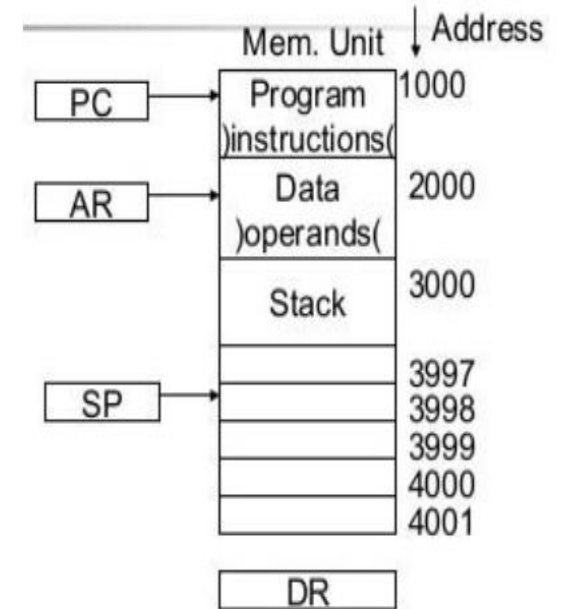 Mem. Unit
Address
PC
Program
1000
)instructions(
AR
Data
2000
)operands(
Stack
3000
3997
SP
3998
3999
4000
4001
DR